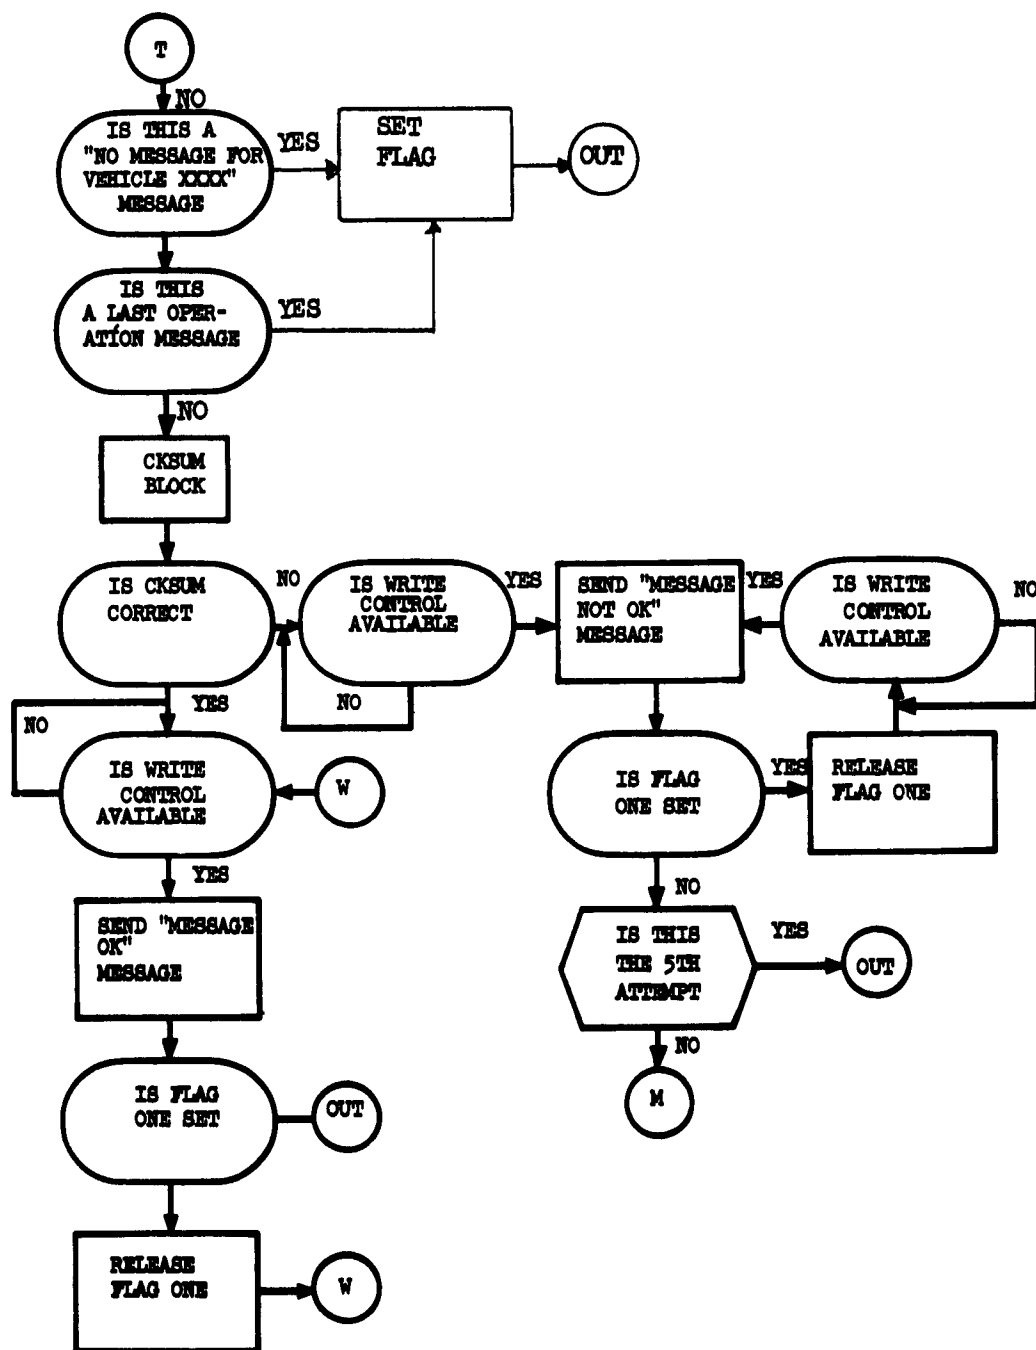 T
NO
IS THIS A
"NO MESSAGE FOR
VEHICLE XXXX"
MESSAGE
YES
SET
FLAG
OUT
IS THIS
A LAST OPER-
ATION MESSAGE
YES
NO
CKSUM
BLOCK
IS CKSUM
CORRECT
NO
IS WRITE
CONTROL
AVAILABLE
NO
YES
SEND "MESSAGE
NOT OK"
MESSAGE
YES
IS WRITE
CONTROL
AVAILABLE
NO
YES
NO
IS WRITE
CONTROL
AVAILABLE
W
IS FLAG
ONE SET
YES
RELEASE
FLAG ONE
YES
NO
SEND "MESSAGE
OK"
MESSAGE
IS THIS
THE 5TH
ATTEMPT
YES
OUT
NO
M
IS FLAG
ONE SET
OUT
RELEASE
FLAG ONE
W